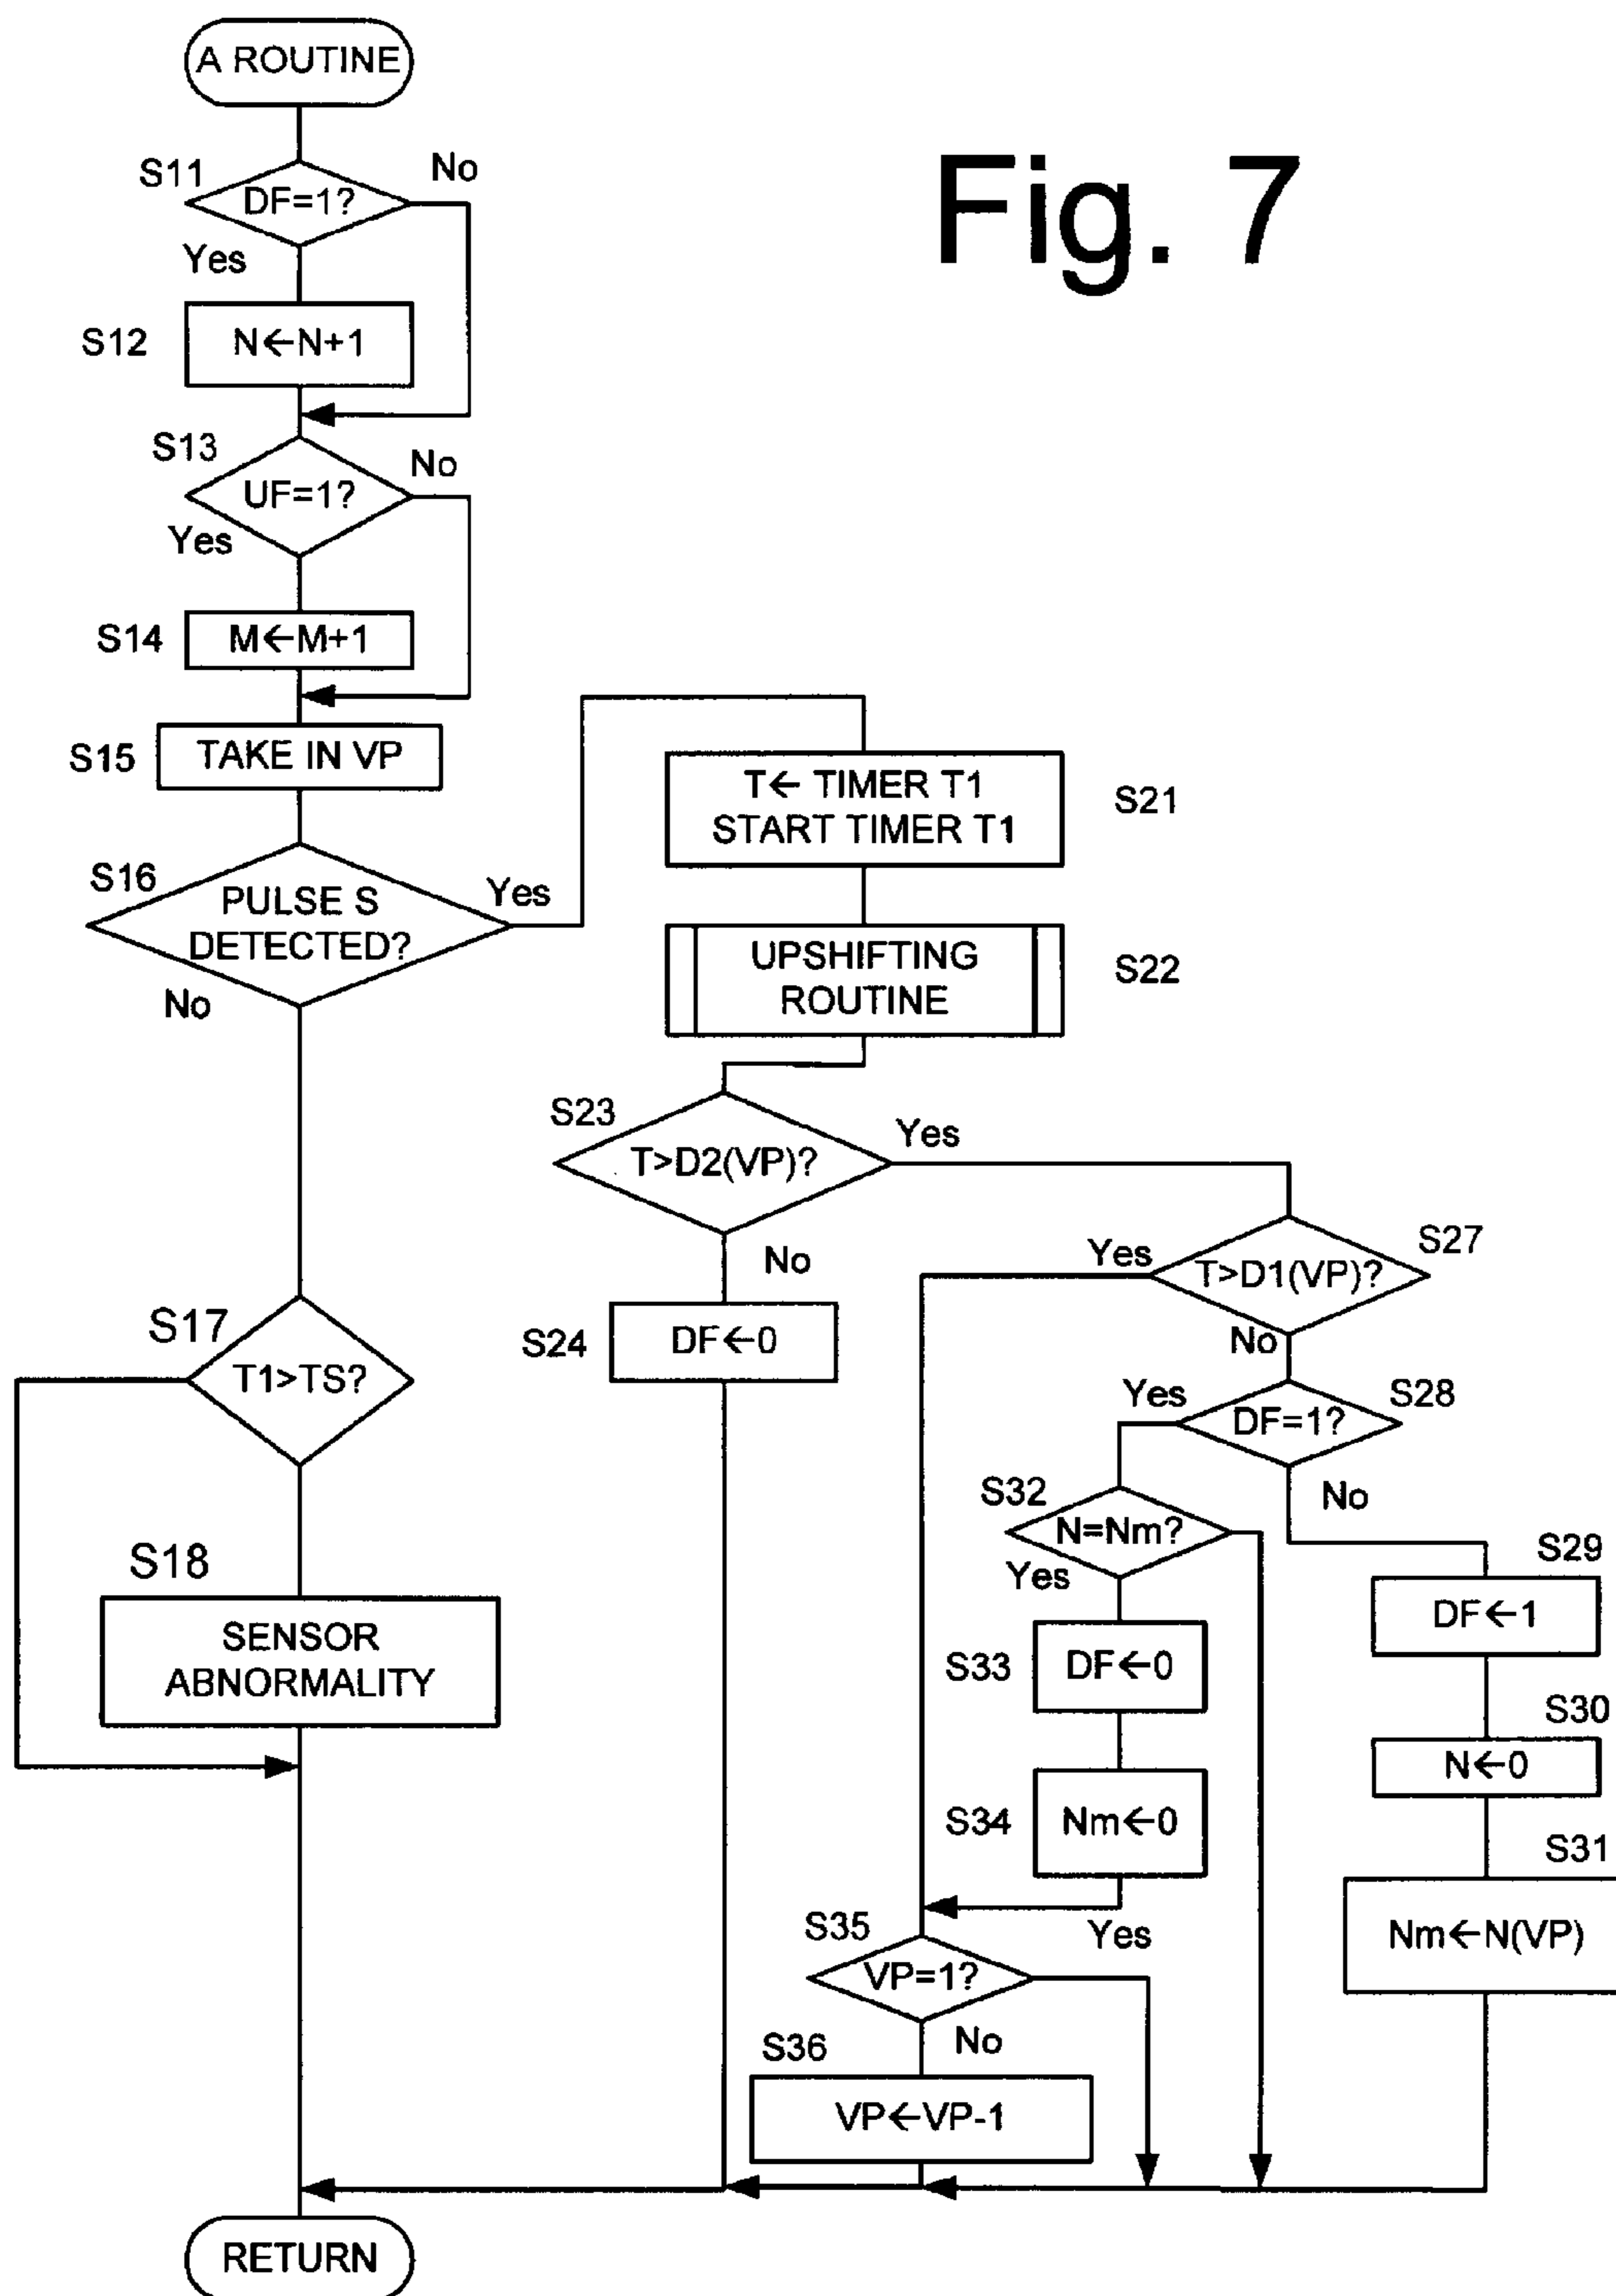 Fig. 7
A ROUTINE
S11
DF=1?
No
Yes
S12
N←N+1
S13
UF=1?
No
Yes
S14
M←M+1
S15
TAKE IN VP
S16
PULSE S
DETECTED?
Yes
No
S17
T1>TS?
S18
SENSOR
ABNORMALITY
T← TIMER T1
START TIMER T1
S21
UPSHIFTING
ROUTINE
S22
S23
T>D2(VP)?
Yes
No
S24
DF←0
S27
T>D1(VP)?
Yes
No
S28
DF=1?
Yes
No
S32
N=Nm?
Yes
S33
DF←0
S34
Nm←0
S29
DF←1
S30
N←0
S31
Nm←N(VP)
S35
VP=1?
Yes
No
S36
VP←VP-1
RETURN